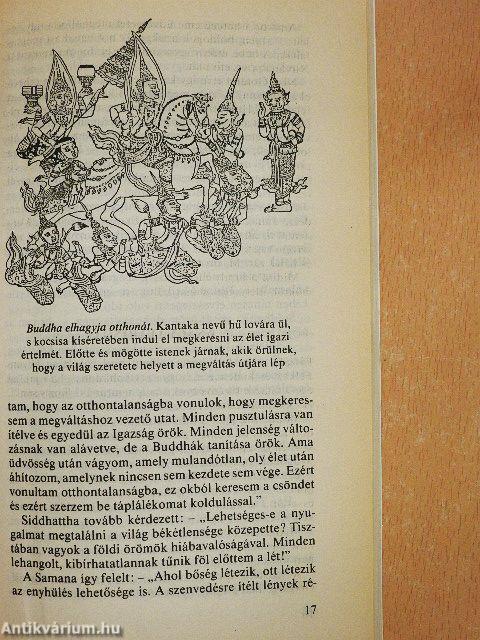 Buddha elhagyja otthonát. Kantaka nevű hű lovára ül,
s kocsisa kíséretében indul el megkeresni az élet igazi
értelmét. Előtte és mögötte istenek járnak, akik örülnek,
hogy a világ szeretete helyett a megváltás útjára lép
tam, hogy az otthontalanságba vonulok, hogy megkeres-
sem a megváltáshoz vezető utat. Minden pusztulásra van
ítélve és egyedül az Igazság örök. Minden jelenségválto-
zásnak van alávetve, de a Buddhák tanítása örök. Ama
üdvösség után vágyom, amely mulandótlan, oly élet után
áhítozom, amelynek nincsen sem kezdete sem vége. Ezért
vonultam otthontalanságba, ez okból keresem a csöndet
és ezért szerzem be táplálékomat koldulással.”
Siddhattha tovább kérdezett: – „Lehetséges-e a nyu-
galmat megtalálni a világ békétlensége közepette? Tisz-
tában vagyok a földi örömök hiábavalóságával. Minden
lehangolt, kibírhatatlannak tűnik föl előttem a lét!”
A Samana így felelt: – „Ahol bőség létezik, ott létezik
az enyhülés lehetősége is. A szenvedésre ítélt lények ré-
17
Antikvárium.hu